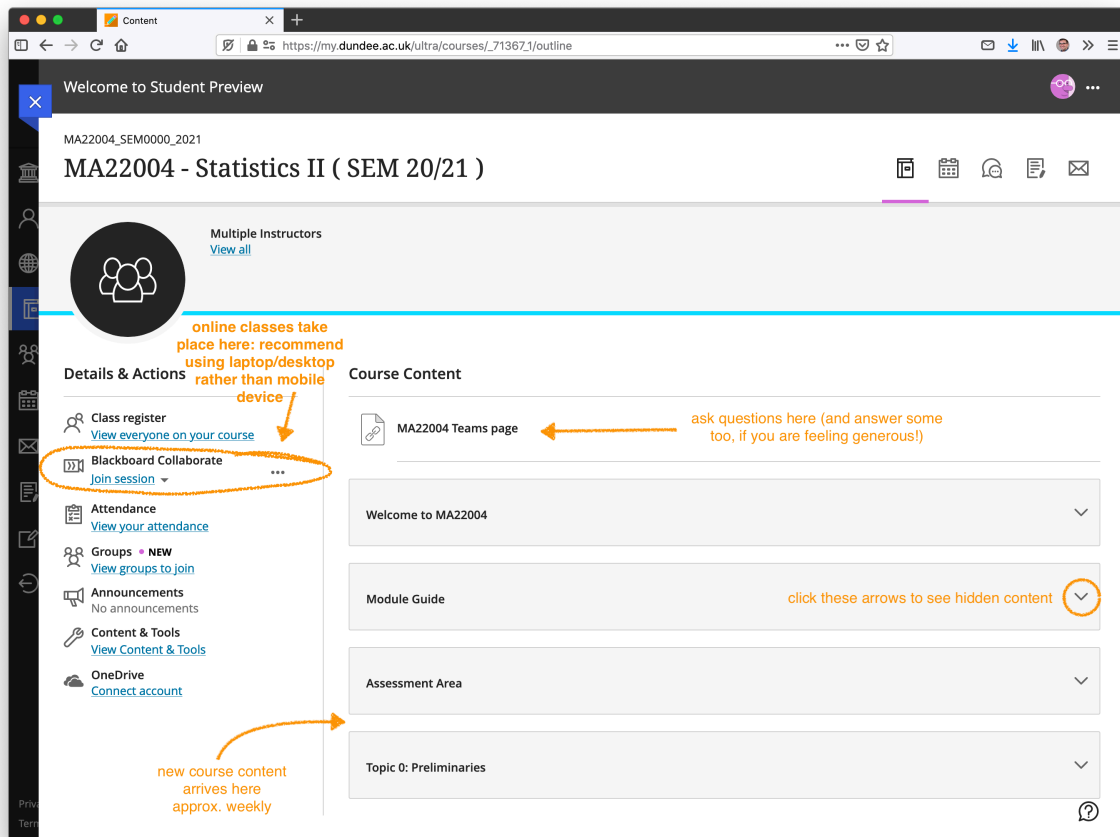 Content
https://my.dundee.ac.uk/ultra/courses/_71367_1/outline
Welcome to Student Preview
MA22004_SEM0000_2021
MA22004 - Statistics II ( SEM 20/21 )
Multiple Instructors
View all
online classes take
place here: recommend
using laptop/desktop
rather than mobile
device
Details & Actions
Class register
View everyone on your course
Blackboard Collaborate
Join session
Attendance
View your attendance
Groups • NEW
View groups to join
Announcements
No announcements
Content & Tools
View Content & Tools
OneDrive
Connect account
new course content
arrives here
approx. weekly
Course Content
MA22004 Teams page
ask questions here (and answer some
too, if you are feeling generous!)
Welcome to MA22004
Module Guide
click these arrows to see hidden content
Assessment Area
Topic 0: Preliminaries